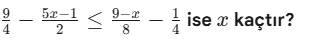 9/4 − 5x−1/2 ≤ 9−x/8 − 1/4 ise x kaçtır?